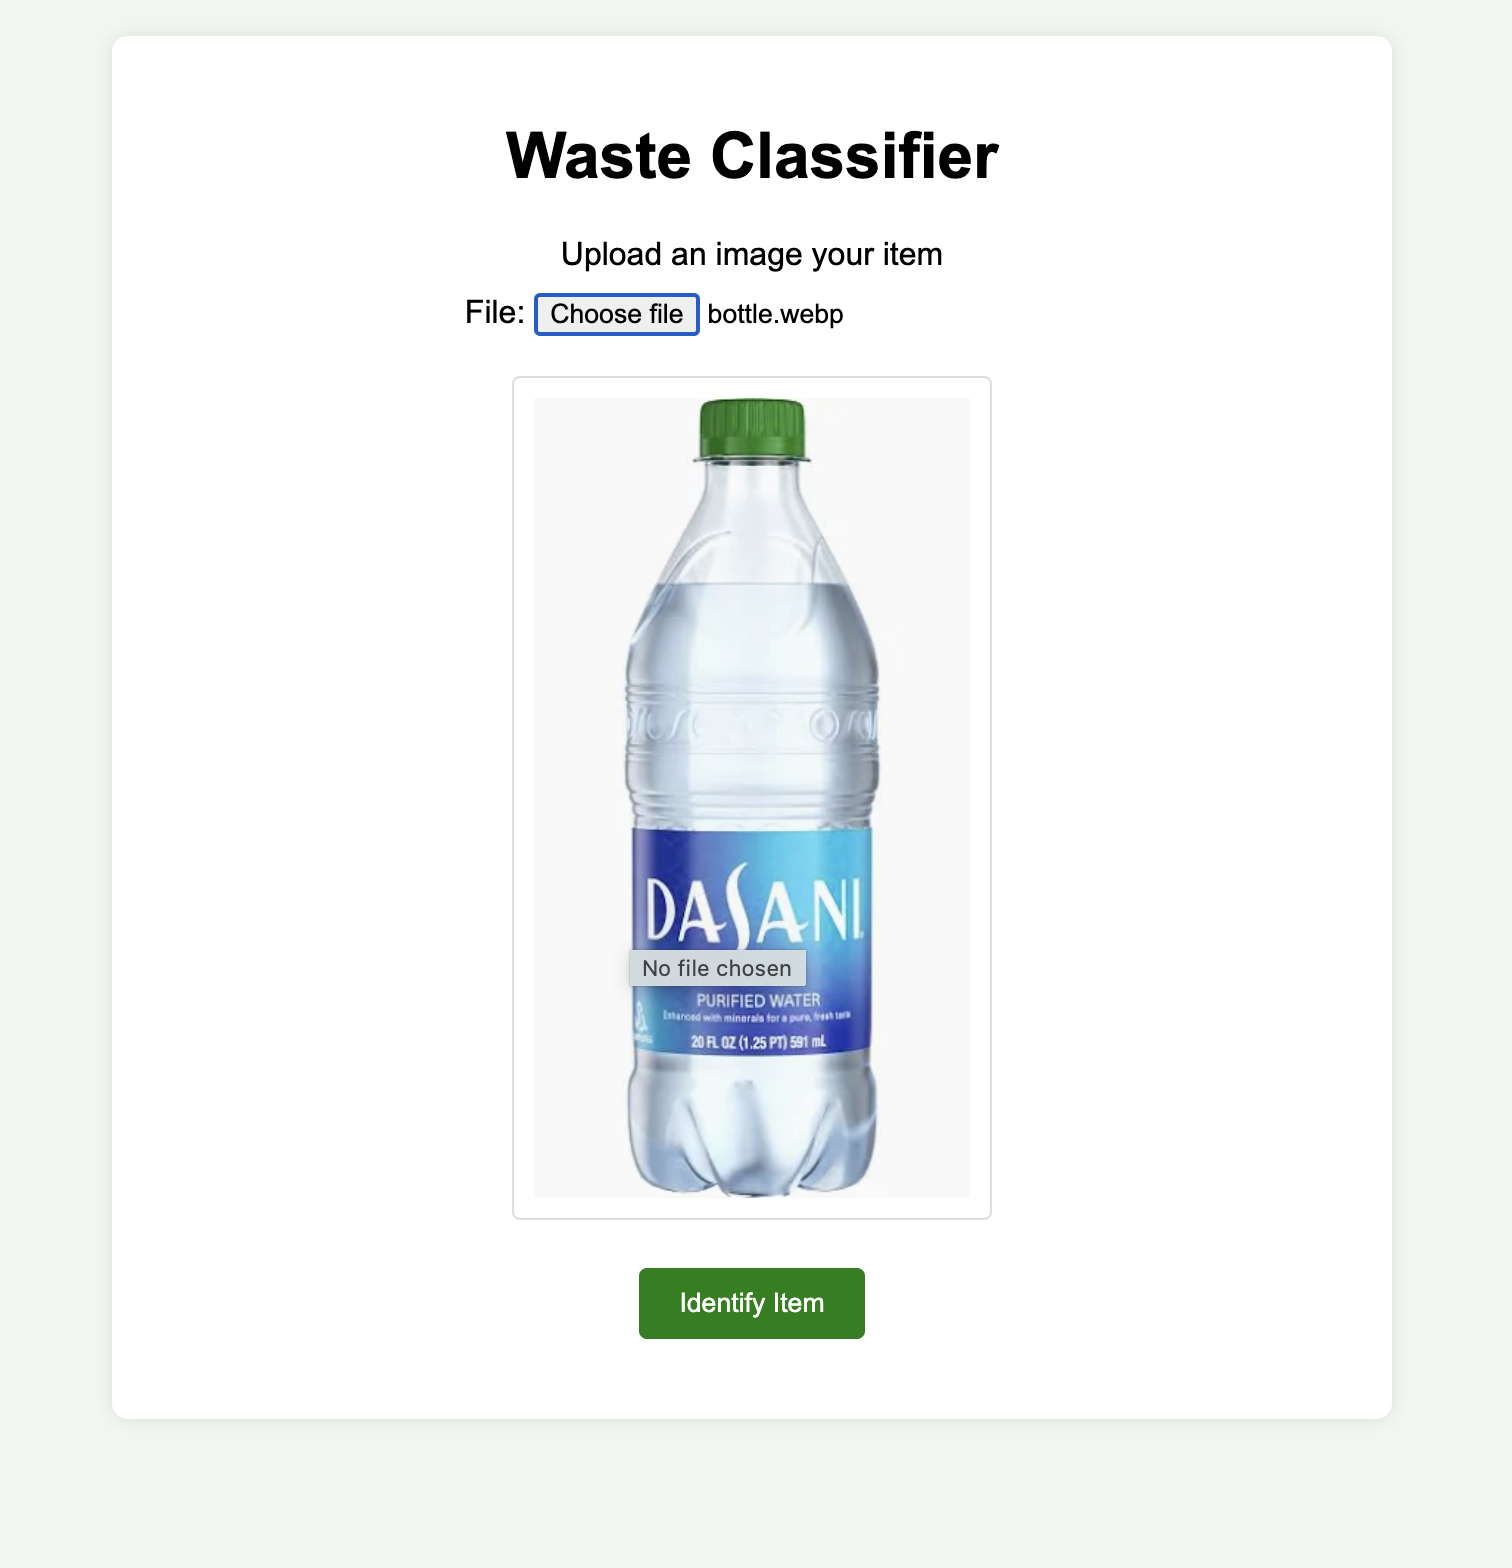 Waste Classifier
Upload an image your item
File: Choose file bottle.webp
DASANI
No file chosen
PURIFIED WATER
Enhanced with minerals for a pure, fresh taste
20 FL OZ (1.25 PT) 591 mL
Identify Item